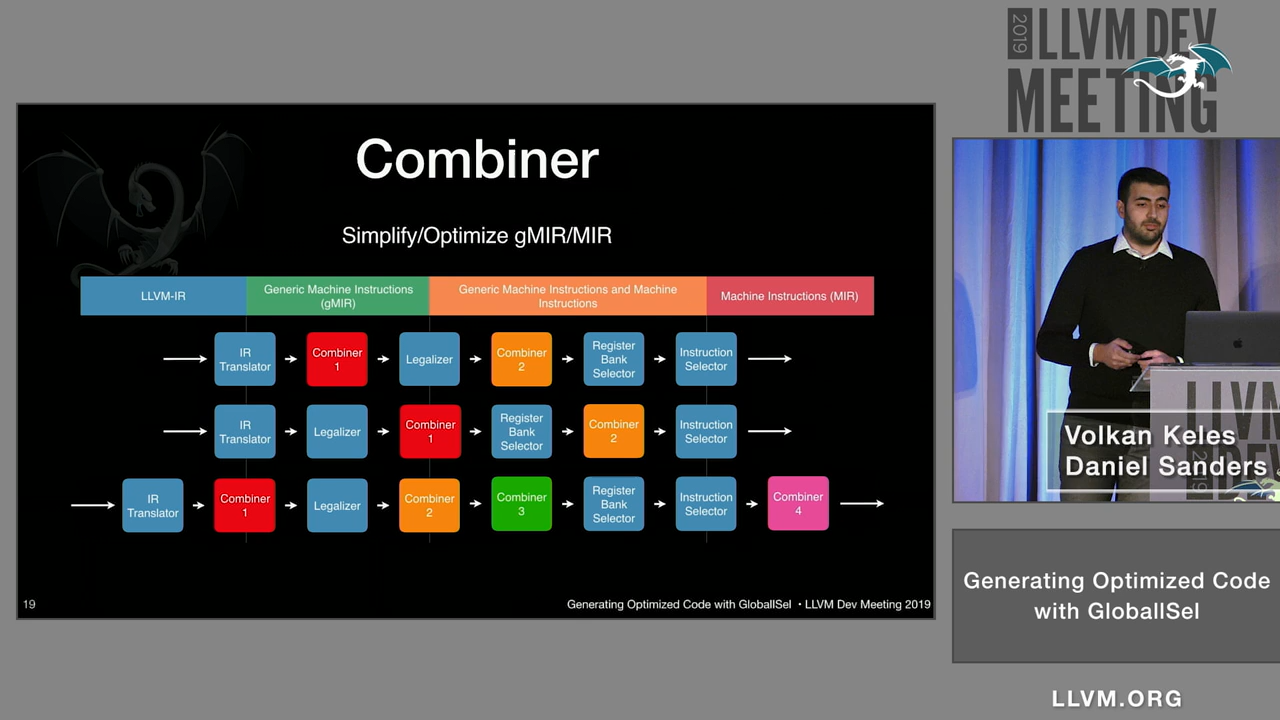 Combiner
Simplify/Optimize gMIR/MIR
LLVM-IR
Generic Machine Instructions
(gMIR)
Generic Machine Instructions and Machine
Instructions
Machine Instructions (MIR)
IR
Translator
Combiner
1
Legalizer
Combiner
2
Register
Bank
Selector
Instruction
Selector
IR
Translator
Legalizer
Combiner
1
Register
Bank
Selector
Combiner
2
Instruction
Selector
IR
Translator
Combiner
1
Legalizer
Combiner
2
Combiner
3
Register
Bank
Selector
Instruction
Selector
Combiner
4
19
Generating Optimized Code with GlobalISel • LLVM Dev Meeting 2019
2019
LLVM DEV
MEETING
LLVM
DEV
2019
Volkan Keles
Daniel Sanders
Generating Optimized Code
with GlobalISel
LLVM.ORG